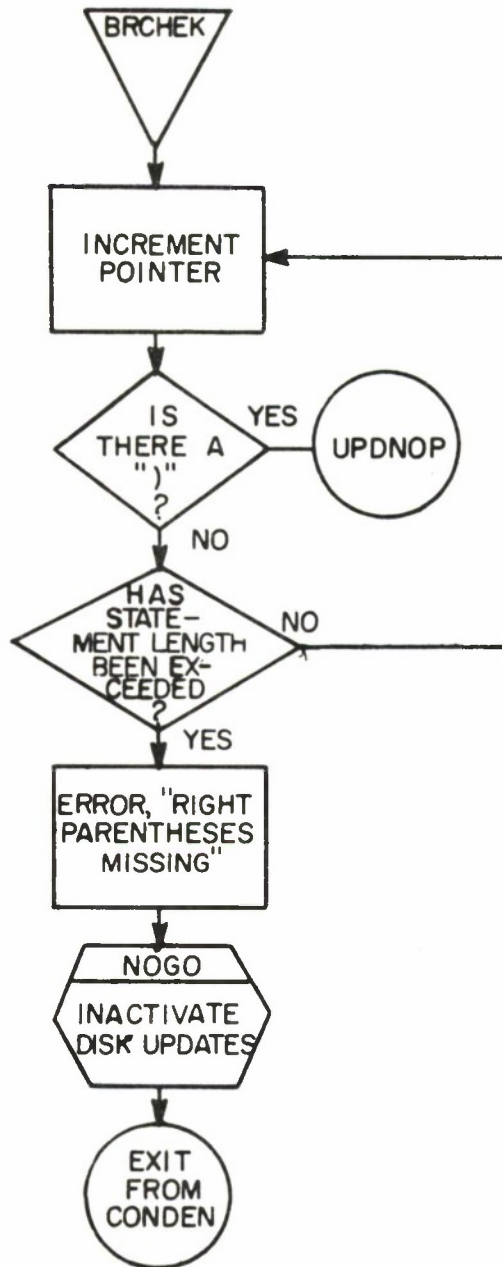 BRCHEK
INCREMENT
POINTER
IS
THERE A
")"
?
YES
UPDNOP
NO
HAS
STATE-
MENT LENGTH
BEEN EX-
CEEDED
?
NO
YES
ERROR, "RIGHT
PARENTHESES
MISSING"
NOGO
INACTIVATE
DISK UPDATES
EXIT
FROM
CONDEN